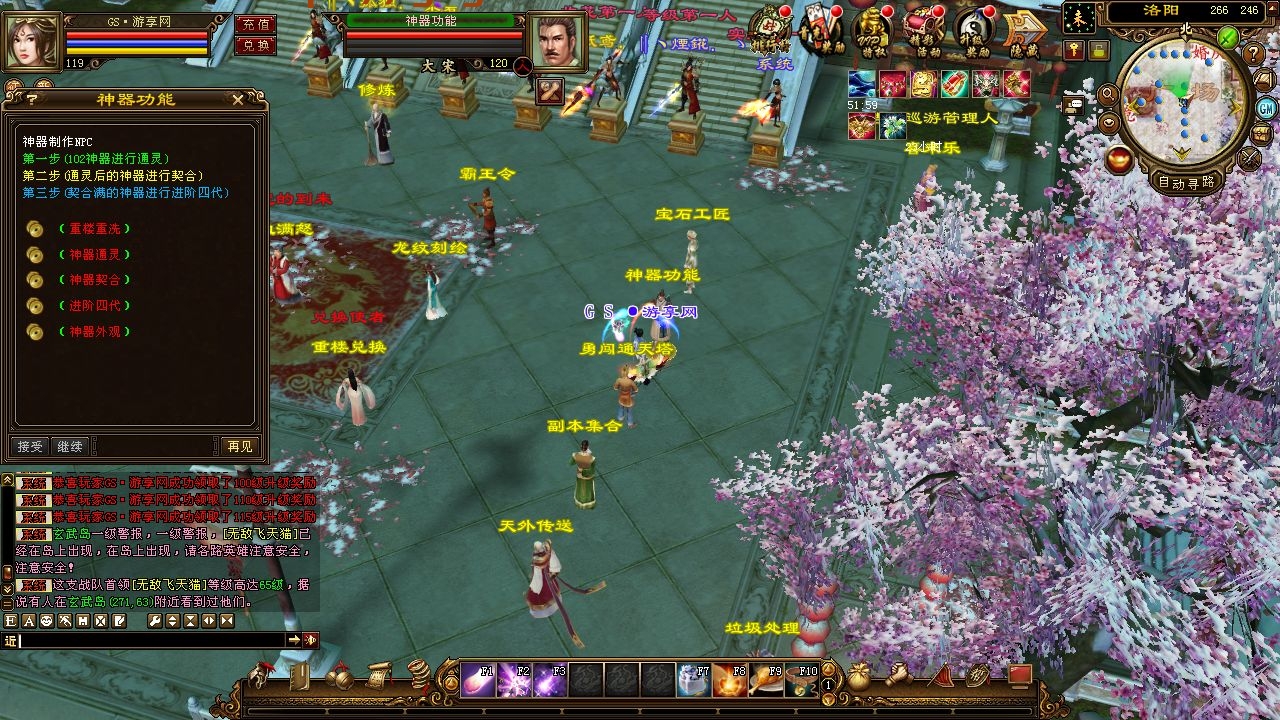 GS·游享网
119
充值
兑换
神器功能
大宋
120
洛阳
266 246
北
自动寻路
GM
51:59
神器功能
神器制作NPC
第一步(102神器进行通灵)
第二步(通灵后的神器进行契合)
第三步(契合满的神器进行进阶四代)
(重楼重洗)
(神器通灵)
(神器契合)
(进阶四代)
(神器外观)
接受
继续
再见
修炼
霸王令
龙纹刻绘
宝石工匠
神器功能
GS
游享网
勇闯通天塔
兑换使者
重楼兑换
副本集合
天外传送
垃圾处理
巡游管理人
喜来乐
系统
恭喜玩家GS·游享网成功领取了100级升级奖励
恭喜玩家GS·游享网成功领取了110级升级奖励
恭喜玩家GS·游享网成功领取了115级升级奖励
玄武岛一级警报，一级警报，[无敌飞天猫]已
经在岛上出现，在岛上出现，请各路英雄注意安全，
注意安全！
这支战队首领[无敌飞天猫]等级高达65级，据
说有人在玄武岛(271,63)附近看到过他们。
近
F1 F2 F3 F7 F8 F9 F10